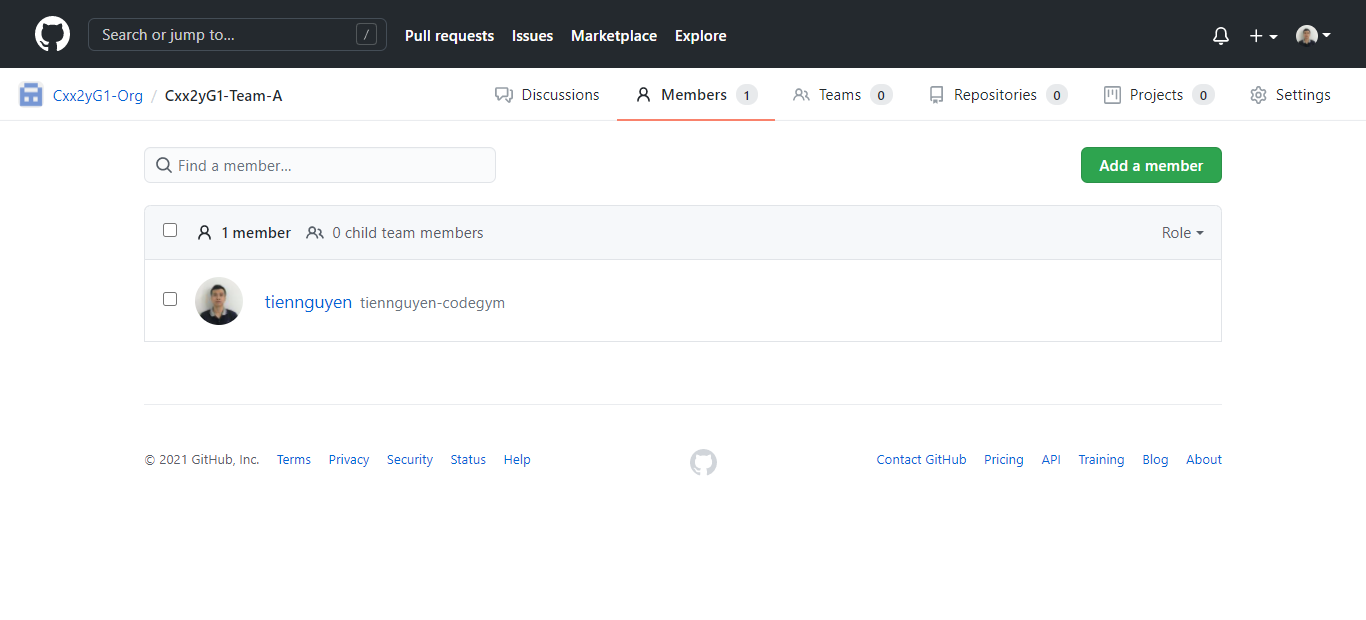 Search or jump to... / Pull requests Issues Marketplace Explore
Cxx2yG1-Org / Cxx2yG1-Team-A Discussions Members 1 Teams 0 Repositories 0 Projects 0 Settings
Find a member... Add a member
1 member 0 child team members Role
tiennguyen tiennguyen-codegym
© 2021 GitHub, Inc. Terms Privacy Security Status Help Contact GitHub Pricing API Training Blog About